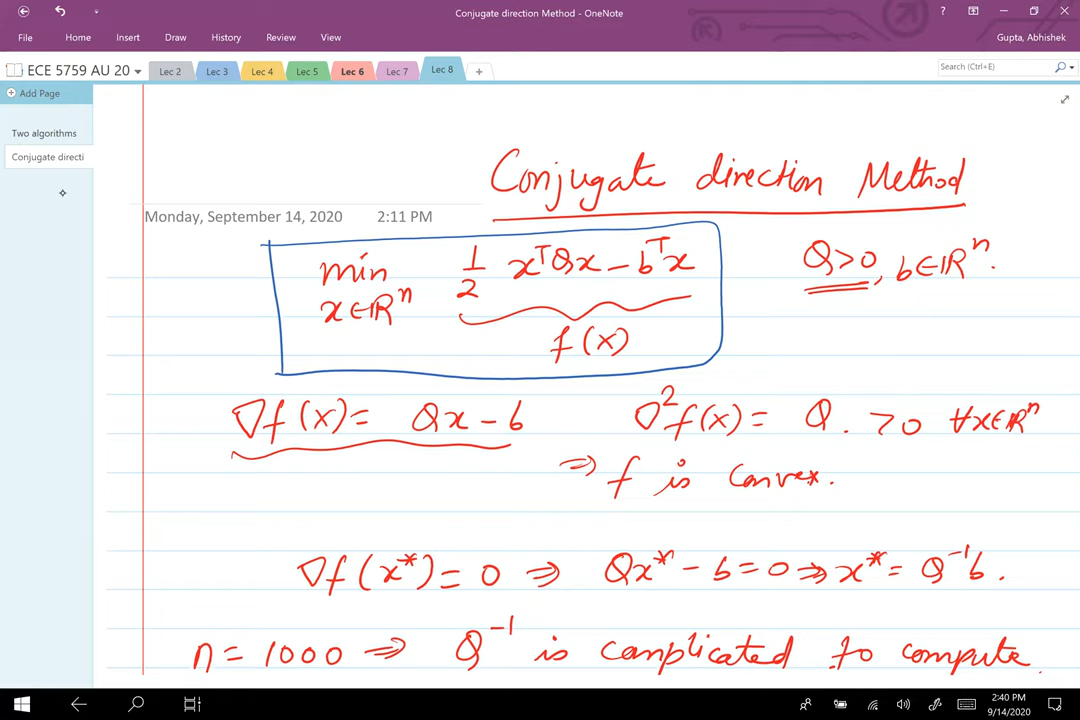 Conjugate direction Method - OneNote
?
File Home Insert Draw History Review View
Gupta, Abhishek
ECE 5759 AU 20
Lec 2 Lec 3 Lec 4 Lec 5 Lec 6 Lec 7 Lec 8 +
Search (Ctrl+E)
Add Page
Two algorithms
Conjugate directi
Conjugate direction Method
Monday, September 14, 2020 2:11 PM
min 1/2 xᵀQx – bᵀx Q>0, b∈ℝⁿ.
x∈ℝⁿ
f(x)
∇f(x) = Qx – b ∇²f(x) = Q. >0 ∀x∈ℝⁿ
⇒ f is convex.
∇f(x*) = 0 ⇒ Qx* – b = 0 ⇒ x* = Q⁻¹b.
n = 1000 ⇒ Q⁻¹ is complicated to compute.
2:40 PM
9/14/2020